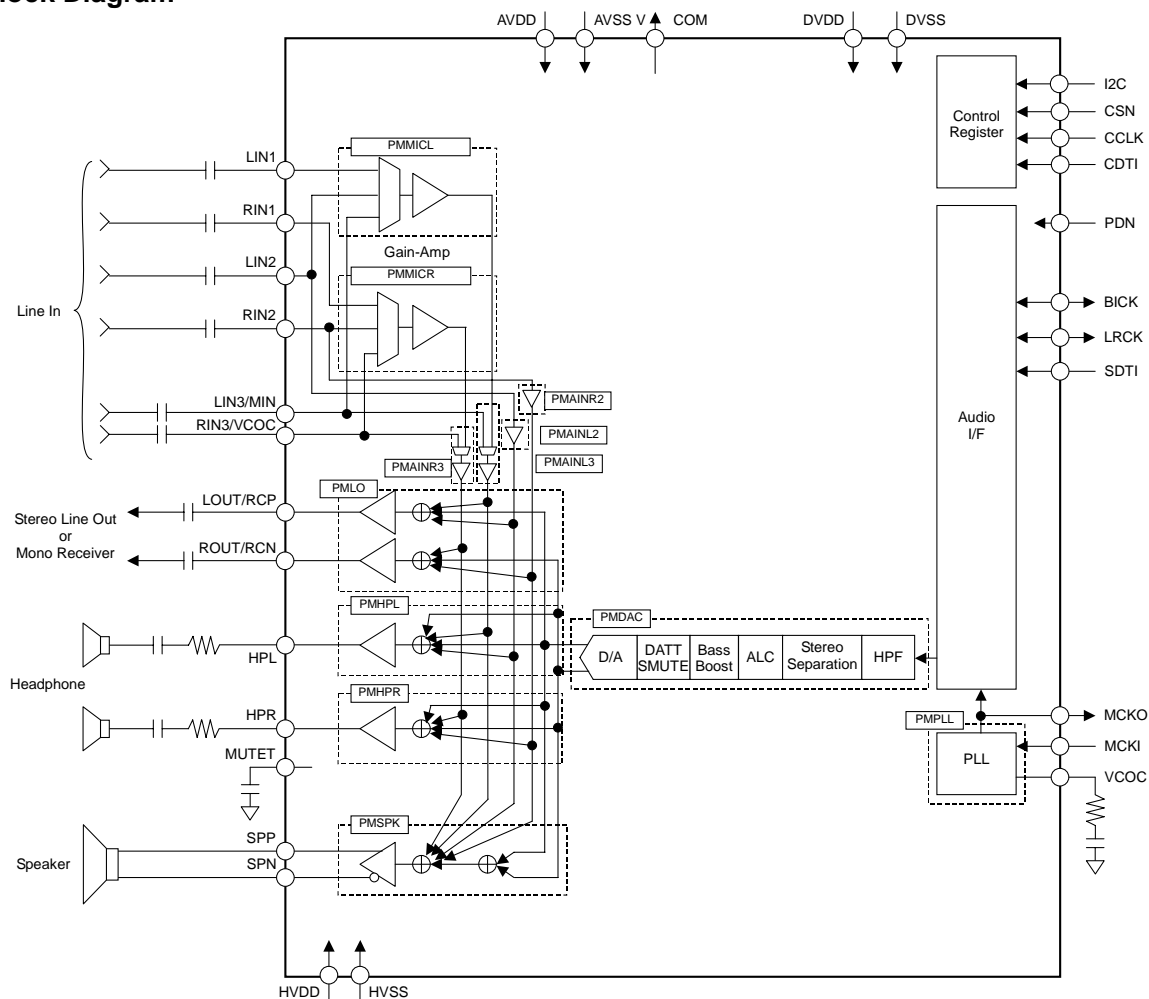 AVDD AVSS V COM DVDD DVSS
Control
Register
I2C
CSN
CCLK
CDTI
PDN
BICK
LRCK
SDTI
Audio
I/F
MCKO
MCKI
VCOC
PMPLL
PLL
Line In
LIN1
RIN1
LIN2
RIN2
LIN3/MIN
RIN3/VCOC
PMMICL
Gain-Amp
PMMICR
PMAINR2
PMAINL2
PMAINL3
PMAINR3
PMLO
LOUT/RCP
ROUT/RCN
Stereo Line Out
or
Mono Receiver
PMHPL
HPL
Headphone
PMHPR
HPR
MUTET
PMDAC
D/A
DATT
SMUTE
Bass
Boost
ALC
Stereo
Separation
HPF
PMSPK
SPP
SPN
Speaker
HVDD HVSS